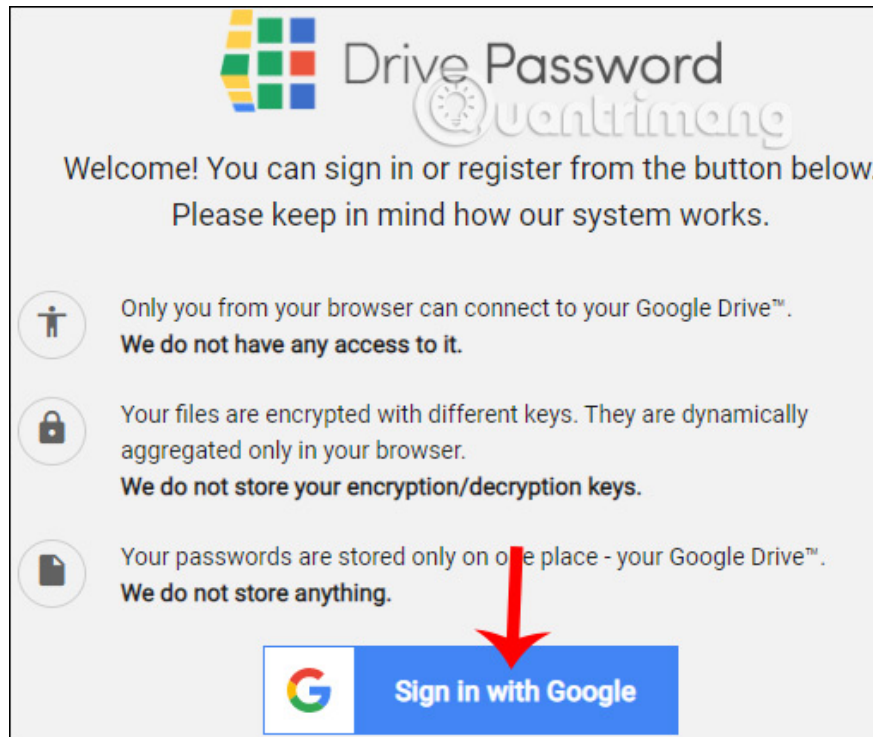 Drive Password
Quantrimang
Welcome! You can sign in or register from the button below.
Please keep in mind how our system works.
Only you from your browser can connect to your Google Drive™.
We do not have any access to it.
Your files are encrypted with different keys. They are dynamically
aggregated only in your browser.
We do not store your encryption/decryption keys.
Your passwords are stored only on one place - your Google Drive™.
We do not store anything.
Sign in with Google